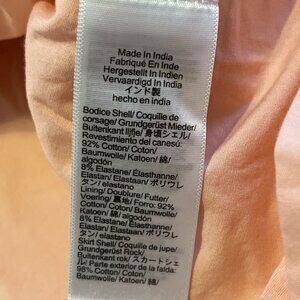 Made In India
Fabriqué En Inde
Hergestellt In Indien
Vervaardigd In India
インド製
hecho en india
Bodice Shell/ Coquille de
corsage/ Grundgerüst Mieder/
Buitenkant lijfje/ 身頃シェル/
Revestimiento del canesú:
92% Cotton/ Coton/
Baumwolle/ Katoen/ 綿/
algodón
8% Elastane/ Élasthanne/
Elastan/ Elastaan/ ポリウレ
タン/ elastano
Lining/ Doublure/ Futter/
Voering/ 裏地/ Forro: 92%
Cotton/ Coton/ Baumwolle/
Katoen/ 綿/ algodón
8% Elastane/ Élasthanne/
Elastan/ Elastaan/ ポリウレ
タン/ elastano
Skirt Shell/ Coquille de jupe/
Grundgerüst Rock/
Buitenkant rok/ スカートシェ
ル/ Parte exterior de la falda:
98% Cotton/ Coton/
Baumwolle/ Katoen/ 綿/